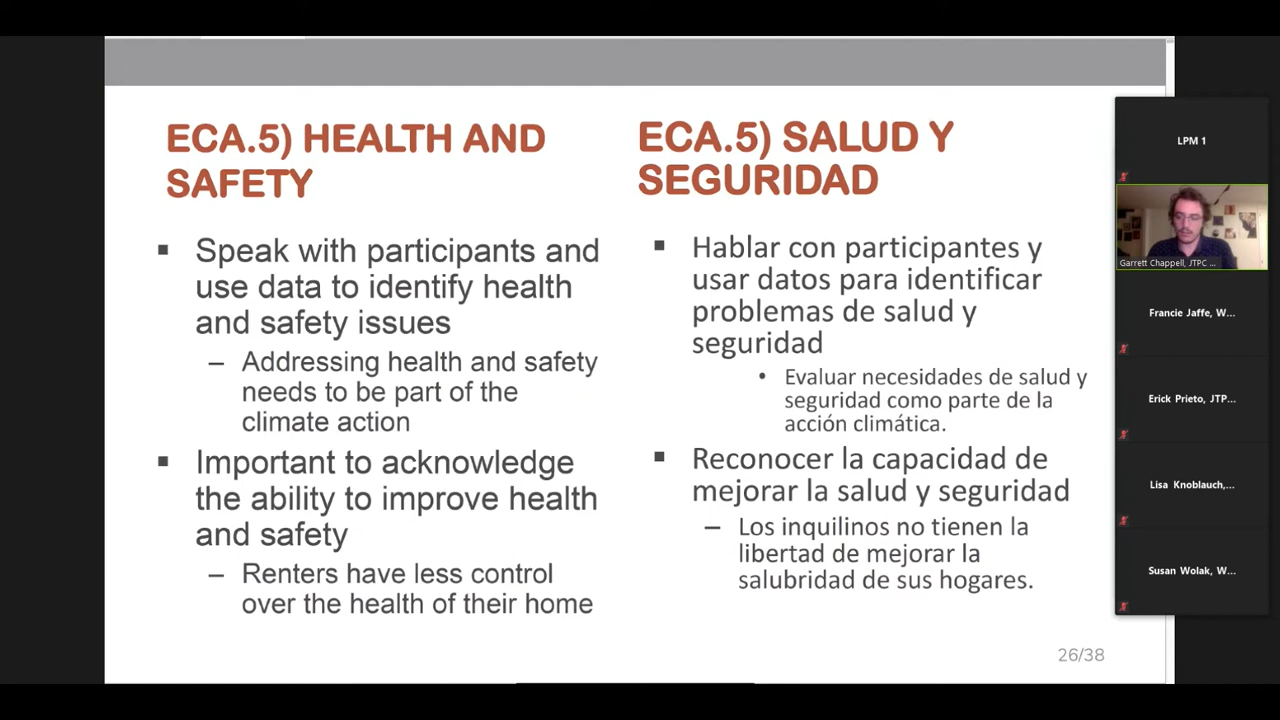 ECA.5) HEALTH AND
SAFETY
▪ Speak with participants and
use data to identify health
and safety issues
– Addressing health and safety
needs to be part of the
climate action
▪ Important to acknowledge
the ability to improve health
and safety
– Renters have less control
over the health of their home
ECA.5) SALUD Y
SEGURIDAD
▪ Hablar con participantes y
usar datos para identificar
problemas de salud y
seguridad
• Evaluar necesidades de salud y
seguridad como parte de la
acción climática.
▪ Reconocer la capacidad de
mejorar la salud y seguridad
– Los inquilinos no tienen la
libertad de mejorar la
salubridad de sus hogares.
26/38
LPM 1
Garrett Chappell, JTPC ...
Francie Jaffe, W...
Erick Prieto, JTP...
Lisa Knoblauch,...
Susan Wolak, W...